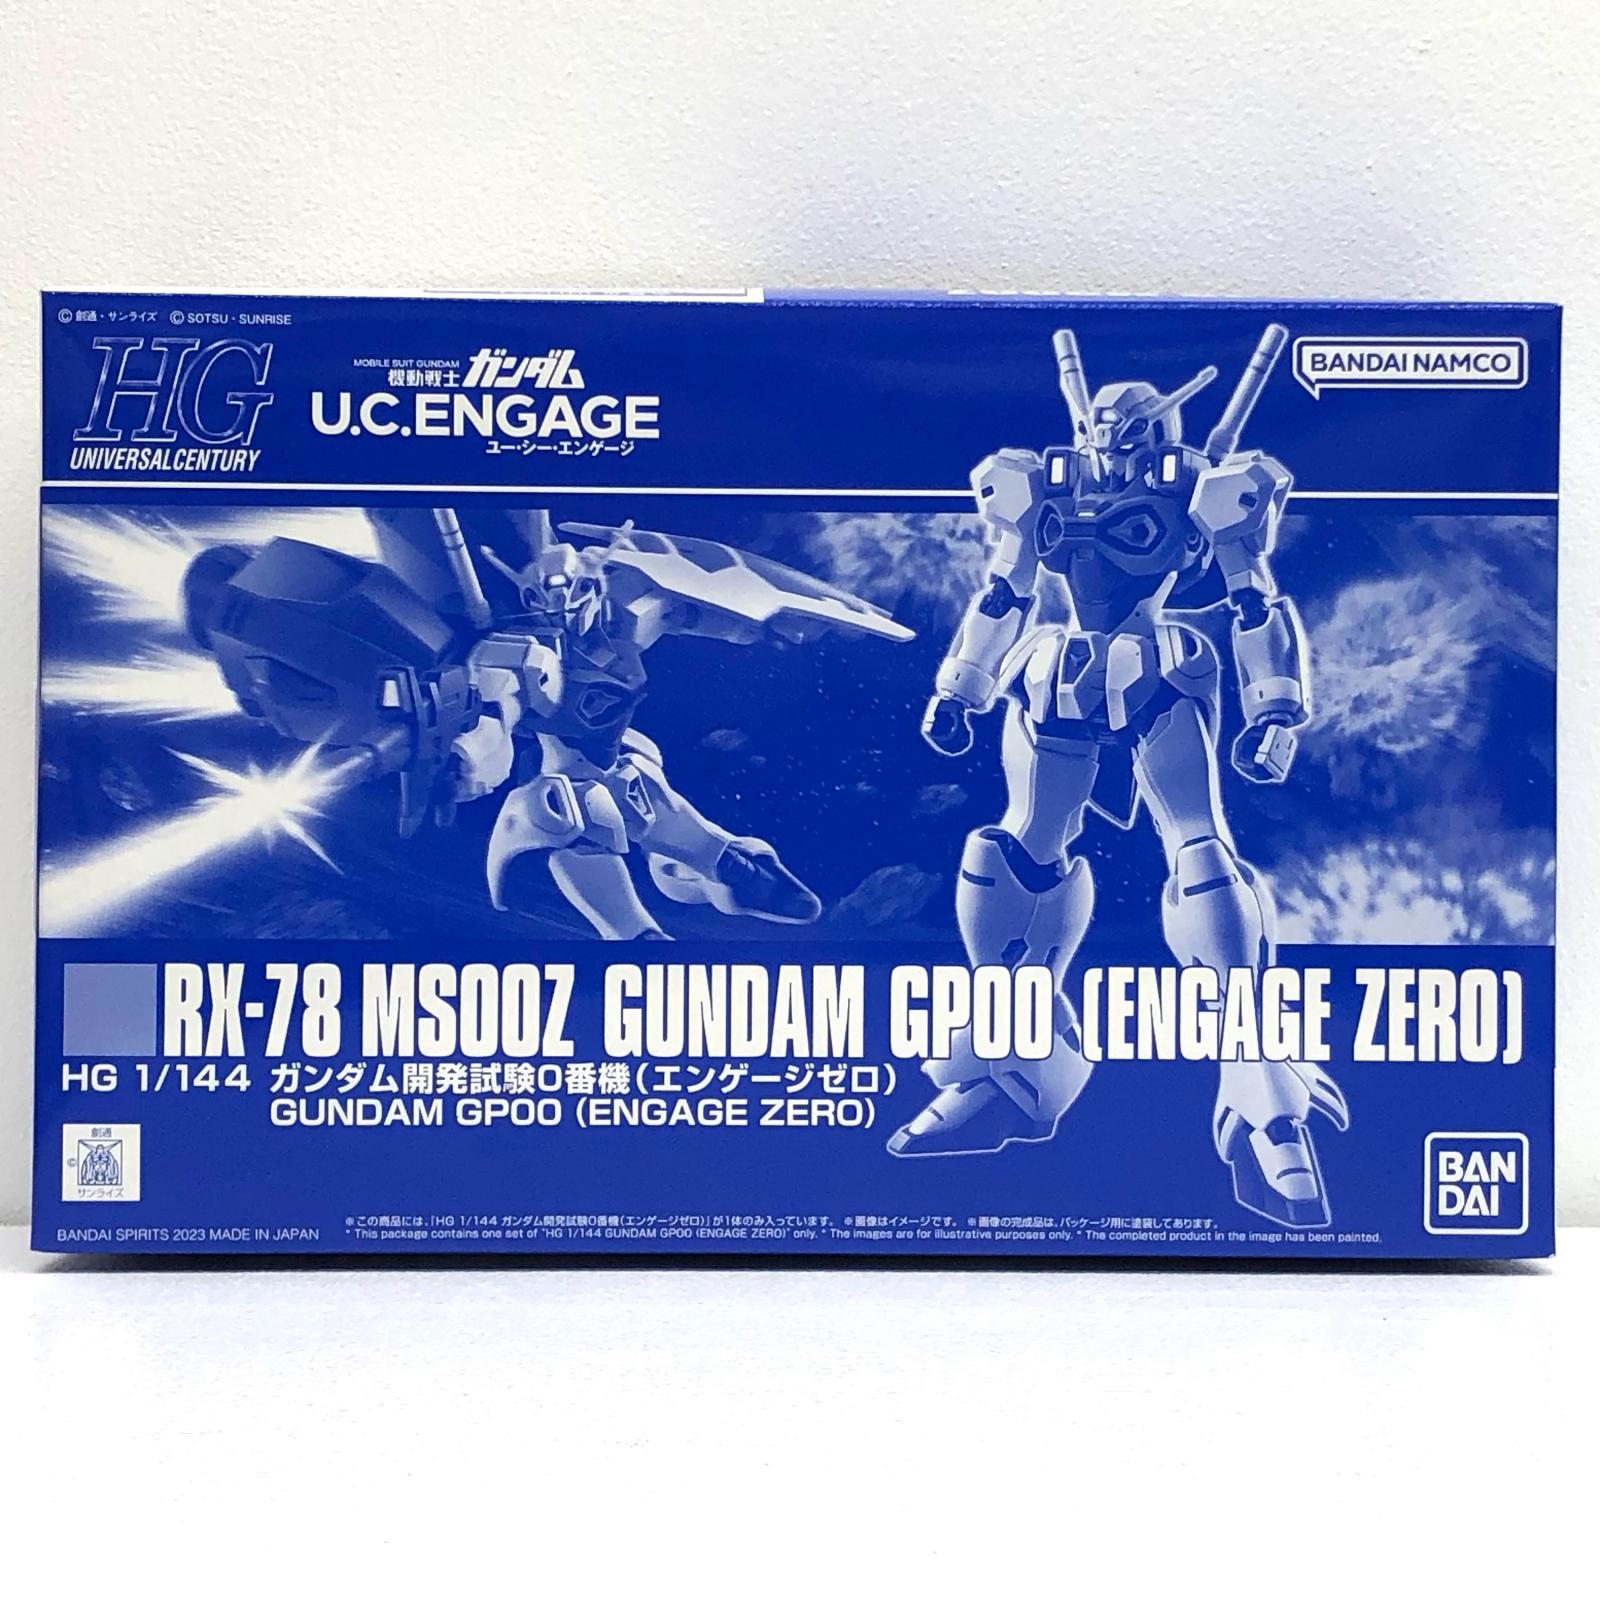 ©創通・サンライズ ©SOTSU・SUNRISE
HG
UNIVERSAL CENTURY
MOBILE SUIT GUNDAM
機動戦士ガンダム
U.C.ENGAGE
ユー・シー・エンゲージ
BANDAI NAMCO
RX-78 MS00Z GUNDAM GP00 (ENGAGE ZERO)
HG 1/144 ガンダム開発試験0番機(エンゲージゼロ)
GUNDAM GP00 (ENGAGE ZERO)
創通
©
サンライズ
BAN
DAI
BANDAI SPIRITS 2023 MADE IN JAPAN
※この商品には、「HG 1/144 ガンダム開発試験0番機(エンゲージゼロ)」が1体のみ入っています。 ※画像はイメージです。 ※画像の完成品は、パッケージ用に塗装してあります。
* This package contains one set of "HG 1/144 GUNDAM GP00 (ENGAGE ZERO)" only. * The images are for illustrative purposes only. * The completed product in the image has been painted.